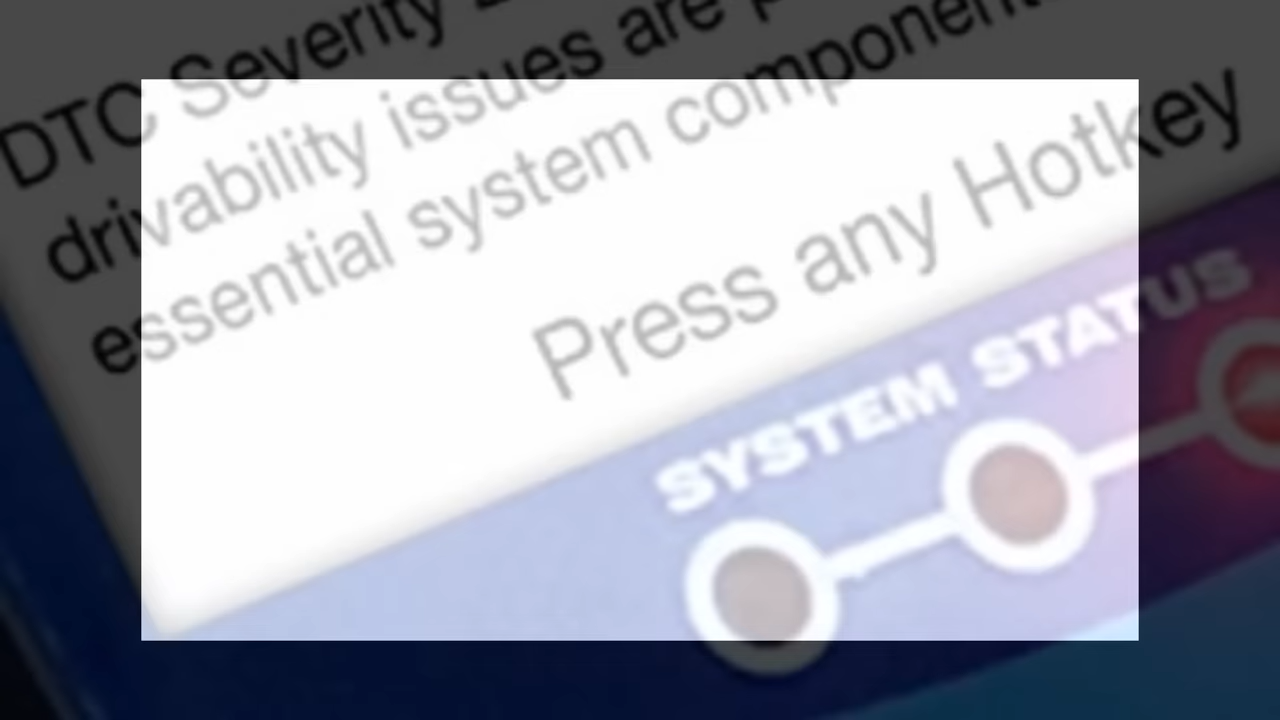 DTC Severity
drivability issues are
essential system component
Press any Hotkey
SYSTEM STATUS